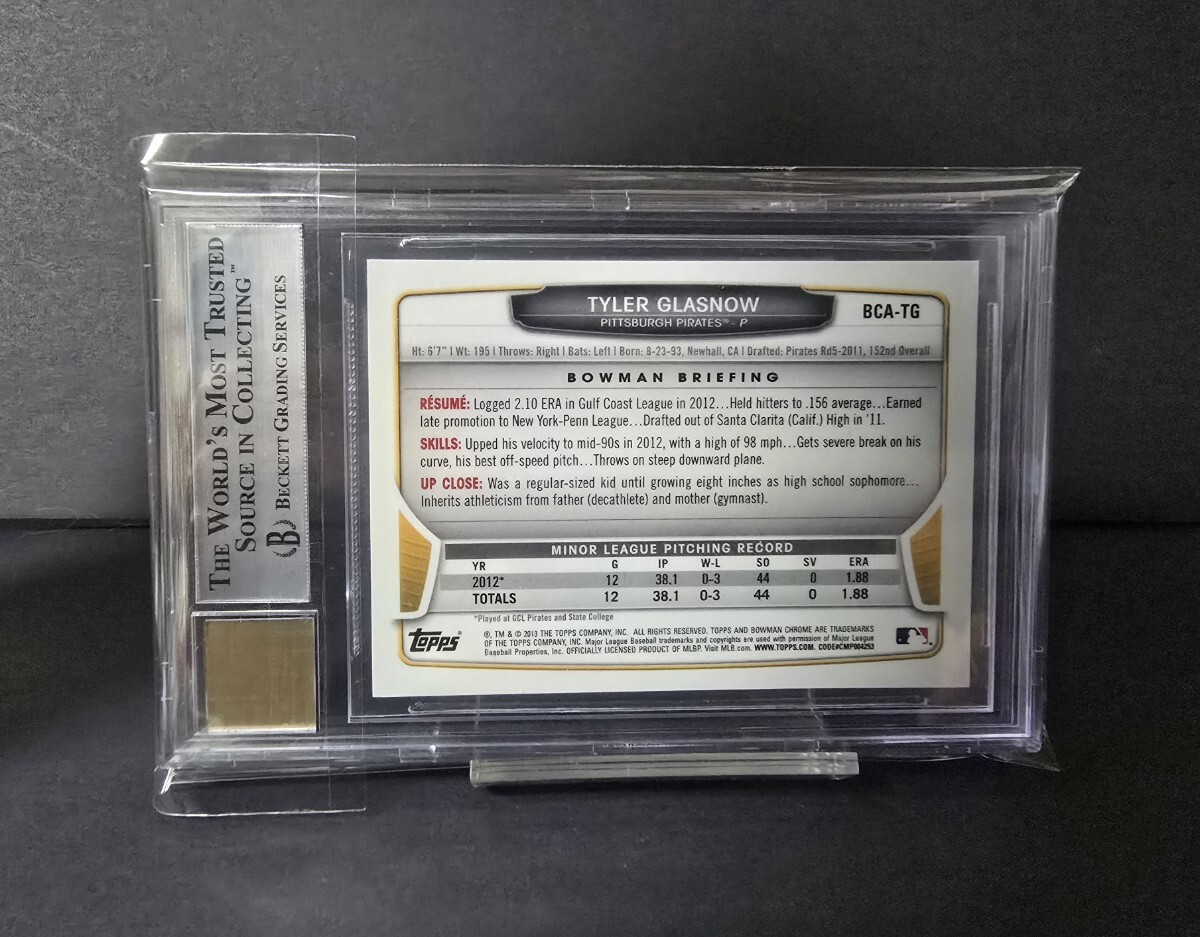 THE WORLD'S MOST TRUSTED
SOURCE IN COLLECTING™
B BECKETT GRADING SERVICES
TYLER GLASNOW
PITTSBURGH PIRATES™ - P
BCA-TG
Ht: 6'7" | Wt: 195 | Throws: Right | Bats: Left | Born: 8-23-93, Newhall, CA | Drafted: Pirates Rd5-2011, 152nd Overall
BOWMAN BRIEFING
RÉSUMÉ: Logged 2.10 ERA in Gulf Coast League in 2012...Held hitters to .156 average...Earned
late promotion to New York-Penn League...Drafted out of Santa Clarita (Calif.) High in '11.
SKILLS: Upped his velocity to mid-90s in 2012, with a high of 98 mph...Gets severe break on his
curve, his best off-speed pitch...Throws on steep downward plane.
UP CLOSE: Was a regular-sized kid until growing eight inches as high school sophomore...
Inherits athleticism from father (decathlete) and mother (gymnast).
MINOR LEAGUE PITCHING RECORD
YR G IP W-L SO SV ERA
2012* 12 38.1 0-3 44 0 1.88
TOTALS 12 38.1 0-3 44 0 1.88
*Played at GCL Pirates and State College
Topps®
®, TM & © 2013 THE TOPPS COMPANY, INC. ALL RIGHTS RESERVED. TOPPS AND BOWMAN CHROME ARE TRADEMARKS
OF THE TOPPS COMPANY, INC. Major League Baseball trademarks and copyrights are used with permission of Major League
Baseball Properties, Inc. OFFICIALLY LICENSED PRODUCT OF MLBP. Visit MLB.com. WWW.TOPPS.COM. CODE#CMP004253